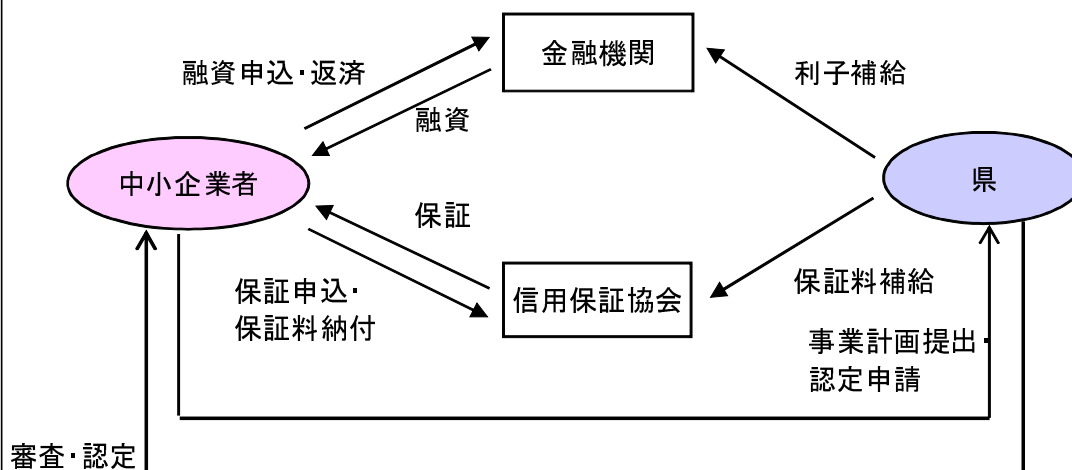 金融機関
融資申込・返済
利子補給
融資
中小企業者
県
保証
保証申込・
保証料納付
信用保証協会
保証料補給
事業計画提出・
認定申請
審査・認定